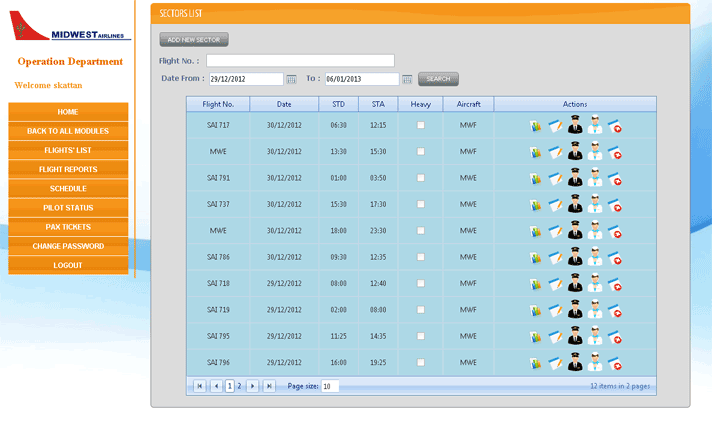 MIDWEST AIRLINES
Operation Department
Welcome skattan
HOME
BACK TO ALL MODULES
FLIGHTS' LIST
FLIGHT REPORTS
SCHEDULE
PILOT STATUS
PAX TICKETS
CHANGE PASSWORD
LOGOUT
SECTORS LIST
ADD NEW SECTOR
Flight No. :
Date From : 29/12/2012 To : 06/01/2013 SEARCH
Flight No. Date STD STA Heavy Aircraft Actions
SAI 717 30/12/2012 06:30 12:15 MWF
MWE 30/12/2012 13:30 15:30 MWF
SAI 791 30/12/2012 01:00 03:50 MWE
SAI 737 30/12/2012 15:30 17:30 MWE
MWE 30/12/2012 18:00 23:30 MWE
SAI 786 30/12/2012 09:30 12:35 MWE
SAI 718 29/12/2012 08:00 12:40 MWF
SAI 719 29/12/2012 02:00 08:00 MWF
SAI 795 29/12/2012 11:25 14:35 MWE
SAI 796 29/12/2012 16:00 19:25 MWE
1 2 Page size: 10 12 items in 2 pages